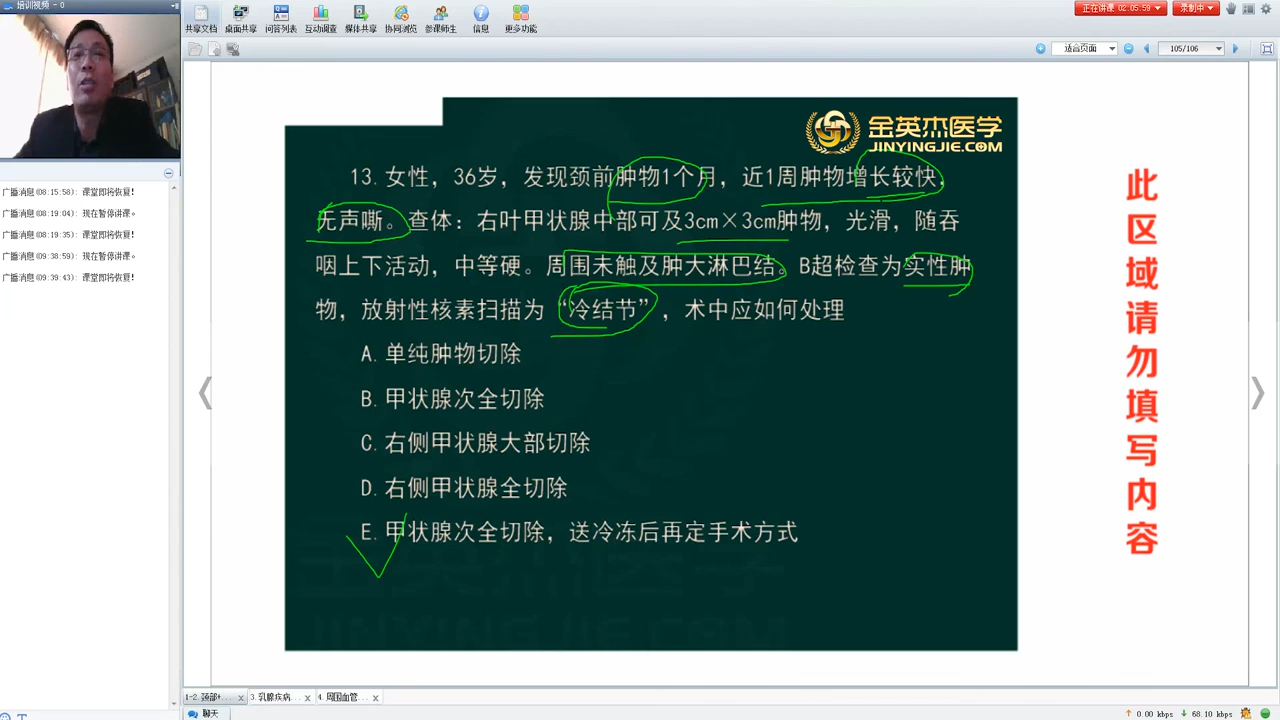 培训视频 - 0
共享文档 桌面共享 问答列表 互动调查 媒体共享 协同浏览 参课师生 信息 更多功能
正在讲课 02:05:59
录制中
适合页面
105/106
广播消息(08:15:58): 课堂即将恢复!
广播消息(08:19:04): 现在暂停讲课。
广播消息(08:19:35): 课堂即将恢复!
广播消息(09:38:59): 现在暂停讲课。
广播消息(09:39:43): 课堂即将恢复!
金英杰医学
JINYINGJIE.COM
13. 女性，36岁，发现颈前肿物1个月，近1周肿物增长较快，
无声嘶。查体：右叶甲状腺中部可及3cm×3cm肿物，光滑，随吞
咽上下活动，中等硬。周围未触及肿大淋巴结。B超检查为实性肿
物，放射性核素扫描为“冷结节”，术中应如何处理
A. 单纯肿物切除
B. 甲状腺次全切除
C. 右侧甲状腺大部切除
D. 右侧甲状腺全切除
E. 甲状腺次全切除，送冷冻后再定手术方式
此
区
域
请
勿
填
写
内
容
1-2. 颈部+... 3. 乳腺疾病... 4. 周围血管...
聊天
0.00 kbps 68.10 kbps